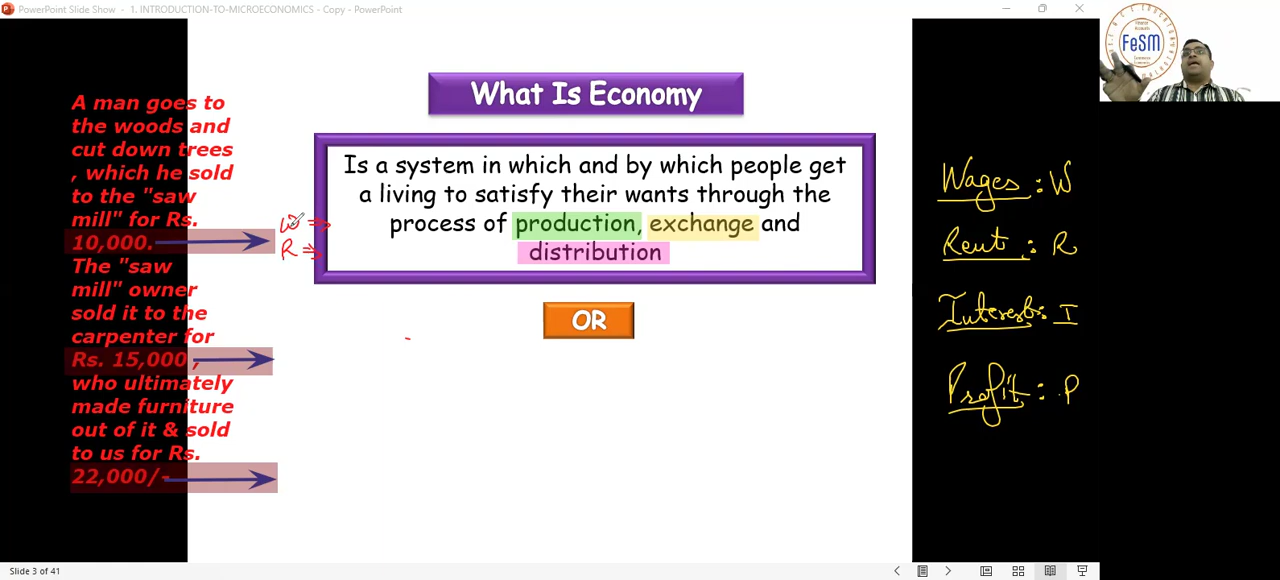 PowerPoint Slide Show - 1. INTRODUCTION-TO-MICROECONOMICS - Copy - PowerPoint
A man goes to
the woods and
cut down trees
, which he sold
to the "saw
mill" for Rs.
10,000.
The "saw
mill" owner
sold it to the
carpenter for
Rs. 15,000 ,
who ultimately
made furniture
out of it & sold
to us for Rs.
22,000/-
What Is Economy
Is a system in which and by which people get
a living to satisfy their wants through the
process of production, exchange and
distribution
W
R
OR
Wages : W
Rent : R
Interest : I
Profit : P
FeSM
Slide 3 of 41